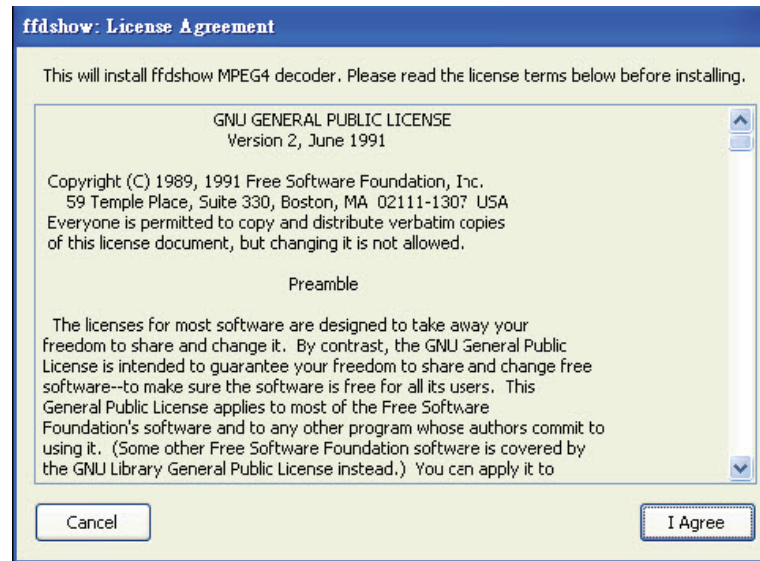 ffdshow: License Agreement
This will install ffdshow MPEG4 decoder. Please read the license terms below before installing.
GNU GENERAL PUBLIC LICENSE
Version 2, June 1991
Copyright (C) 1989, 1991 Free Software Foundation, Inc.
59 Temple Place, Suite 330, Boston, MA  02111-1307  USA
Everyone is permitted to copy and distribute verbatim copies
of this license document, but changing it is not allowed.
Preamble
The licenses for most software are designed to take away your
freedom to share and change it.  By contrast, the GNU General Public
License is intended to guarantee your freedom to share and change free
software--to make sure the software is free for all its users.  This
General Public License applies to most of the Free Software
Foundation's software and to any other program whose authors commit to
using it.  (Some other Free Software Foundation software is covered by
the GNU Library General Public License instead.)  You can apply it to
Cancel
I Agree